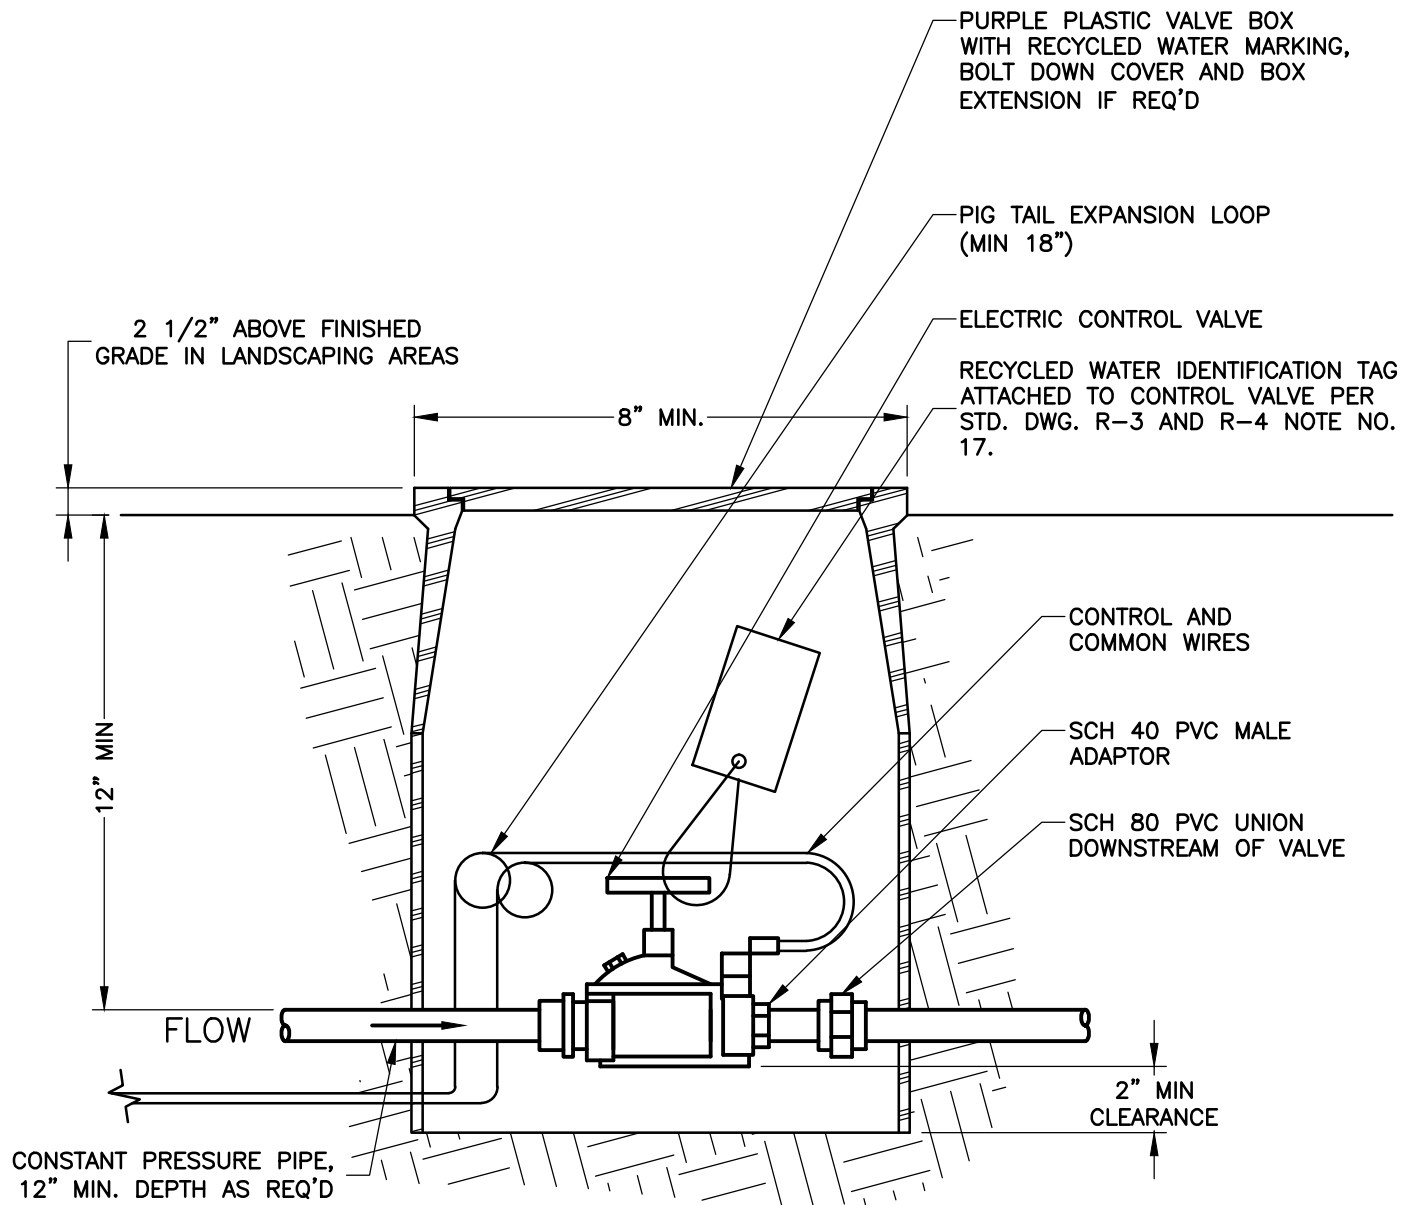 PURPLE PLASTIC VALVE BOX
WITH RECYCLED WATER MARKING,
BOLT DOWN COVER AND BOX
EXTENSION IF REQ'D
PIG TAIL EXPANSION LOOP
(MIN 18")
ELECTRIC CONTROL VALVE
RECYCLED WATER IDENTIFICATION TAG
ATTACHED TO CONTROL VALVE PER
STD. DWG. R-3 AND R-4 NOTE NO.
17.
2 1/2" ABOVE FINISHED
GRADE IN LANDSCAPING AREAS
8" MIN.
CONTROL AND
COMMON WIRES
SCH 40 PVC MALE
ADAPTOR
SCH 80 PVC UNION
DOWNSTREAM OF VALVE
12" MIN
FLOW
2" MIN
CLEARANCE
CONSTANT PRESSURE PIPE,
12" MIN. DEPTH AS REQ'D